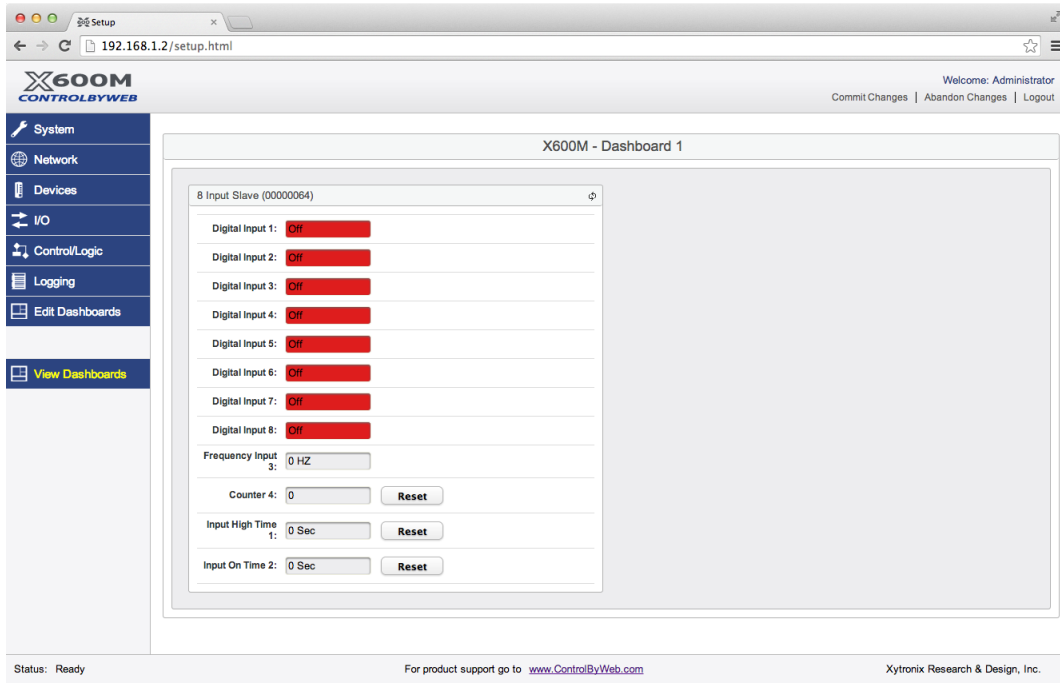 Setup
192.168.1.2/setup.html
X600M
CONTROLBYWEB
Welcome: Administrator
Commit Changes | Abandon Changes | Logout
System
Network
Devices
I/O
Control/Logic
Logging
Edit Dashboards
View Dashboards
X600M - Dashboard 1
8 Input Slave (00000064)
Digital Input 1: Off
Digital Input 2: Off
Digital Input 3: Off
Digital Input 4: Off
Digital Input 5: Off
Digital Input 6: Off
Digital Input 7: Off
Digital Input 8: Off
Frequency Input
3: 0 HZ
Counter 4: 0 Reset
Input High Time
1: 0 Sec Reset
Input On Time 2: 0 Sec Reset
Status: Ready
For product support go to www.ControlByWeb.com
Xytronix Research & Design, Inc.